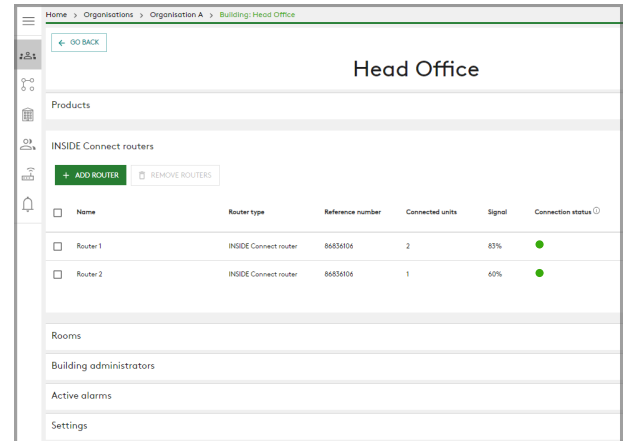 Home > Organisations > Organisation A > Building: Head Office
← GO BACK
Head Office
Products
INSIDE Connect routers
+ ADD ROUTER REMOVE ROUTERS
Name Router type Reference number Connected units Signal Connection status
Router 1 INSIDE Connect router 86836106 2 83%
Router 2 INSIDE Connect router 86836106 1 60%
Rooms
Building administrators
Active alarms
Settings